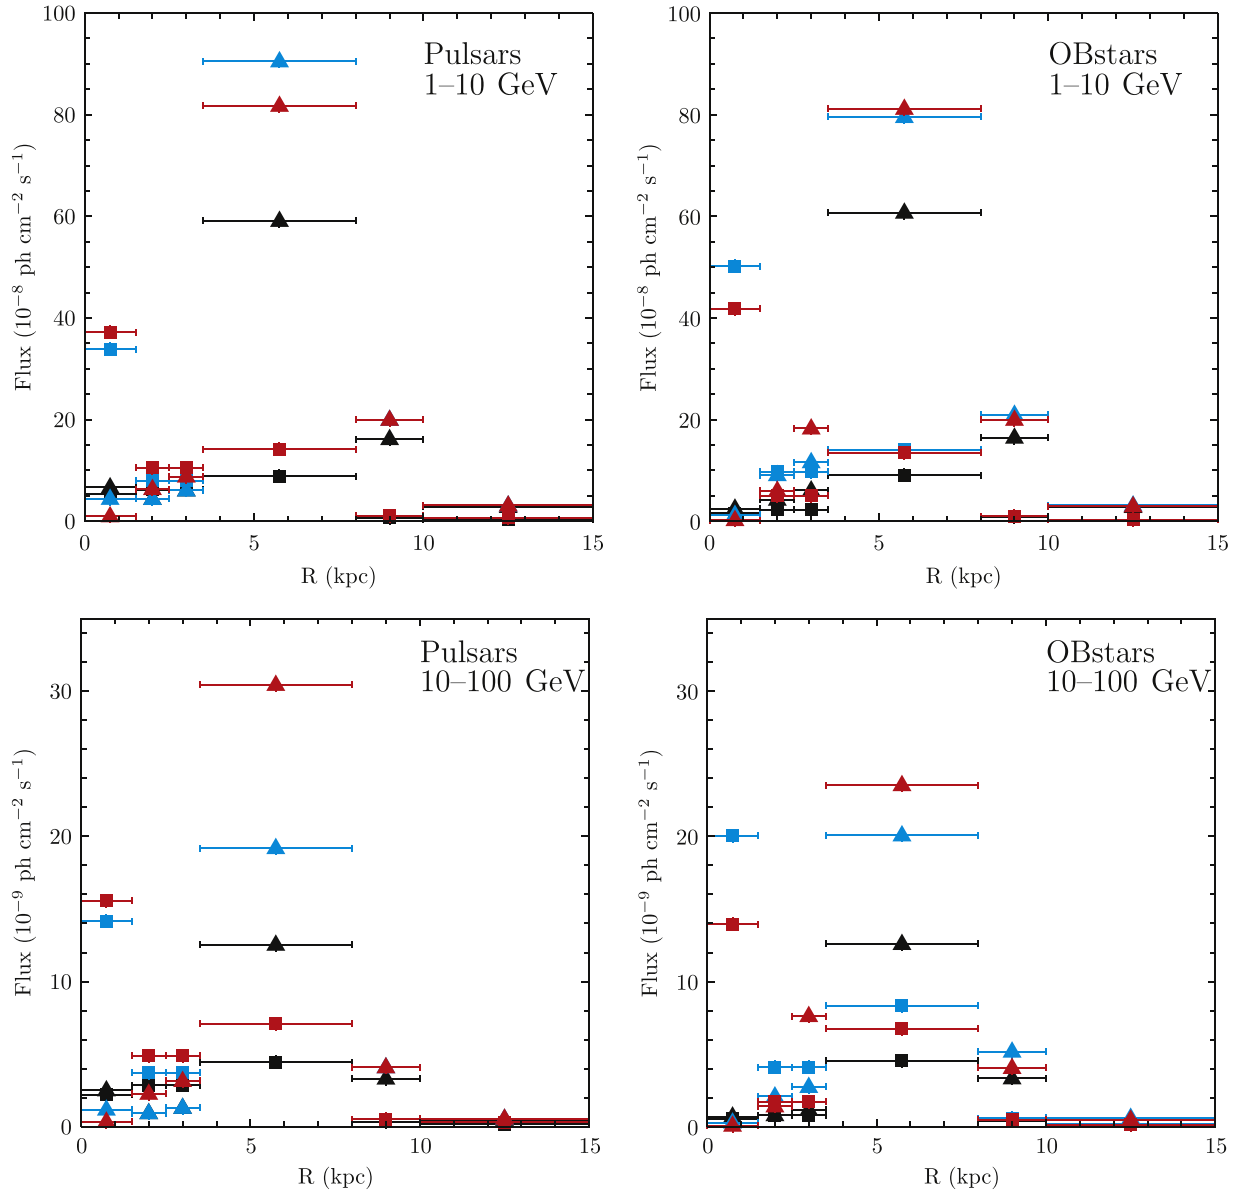 100
80
60
40
20
0
Flux (10⁻⁸ ph cm⁻² s⁻¹)
Pulsars
1–10 GeV
0 5 10 15
R (kpc)
100
80
60
40
20
0
Flux (10⁻⁸ ph cm⁻² s⁻¹)
OBstars
1–10 GeV
0 5 10 15
R (kpc)
30
20
10
0
Flux (10⁻⁹ ph cm⁻² s⁻¹)
Pulsars
10–100 GeV
0 5 10 15
R (kpc)
30
20
10
0
Flux (10⁻⁹ ph cm⁻² s⁻¹)
OBstars
10–100 GeV
0 5 10 15
R (kpc)